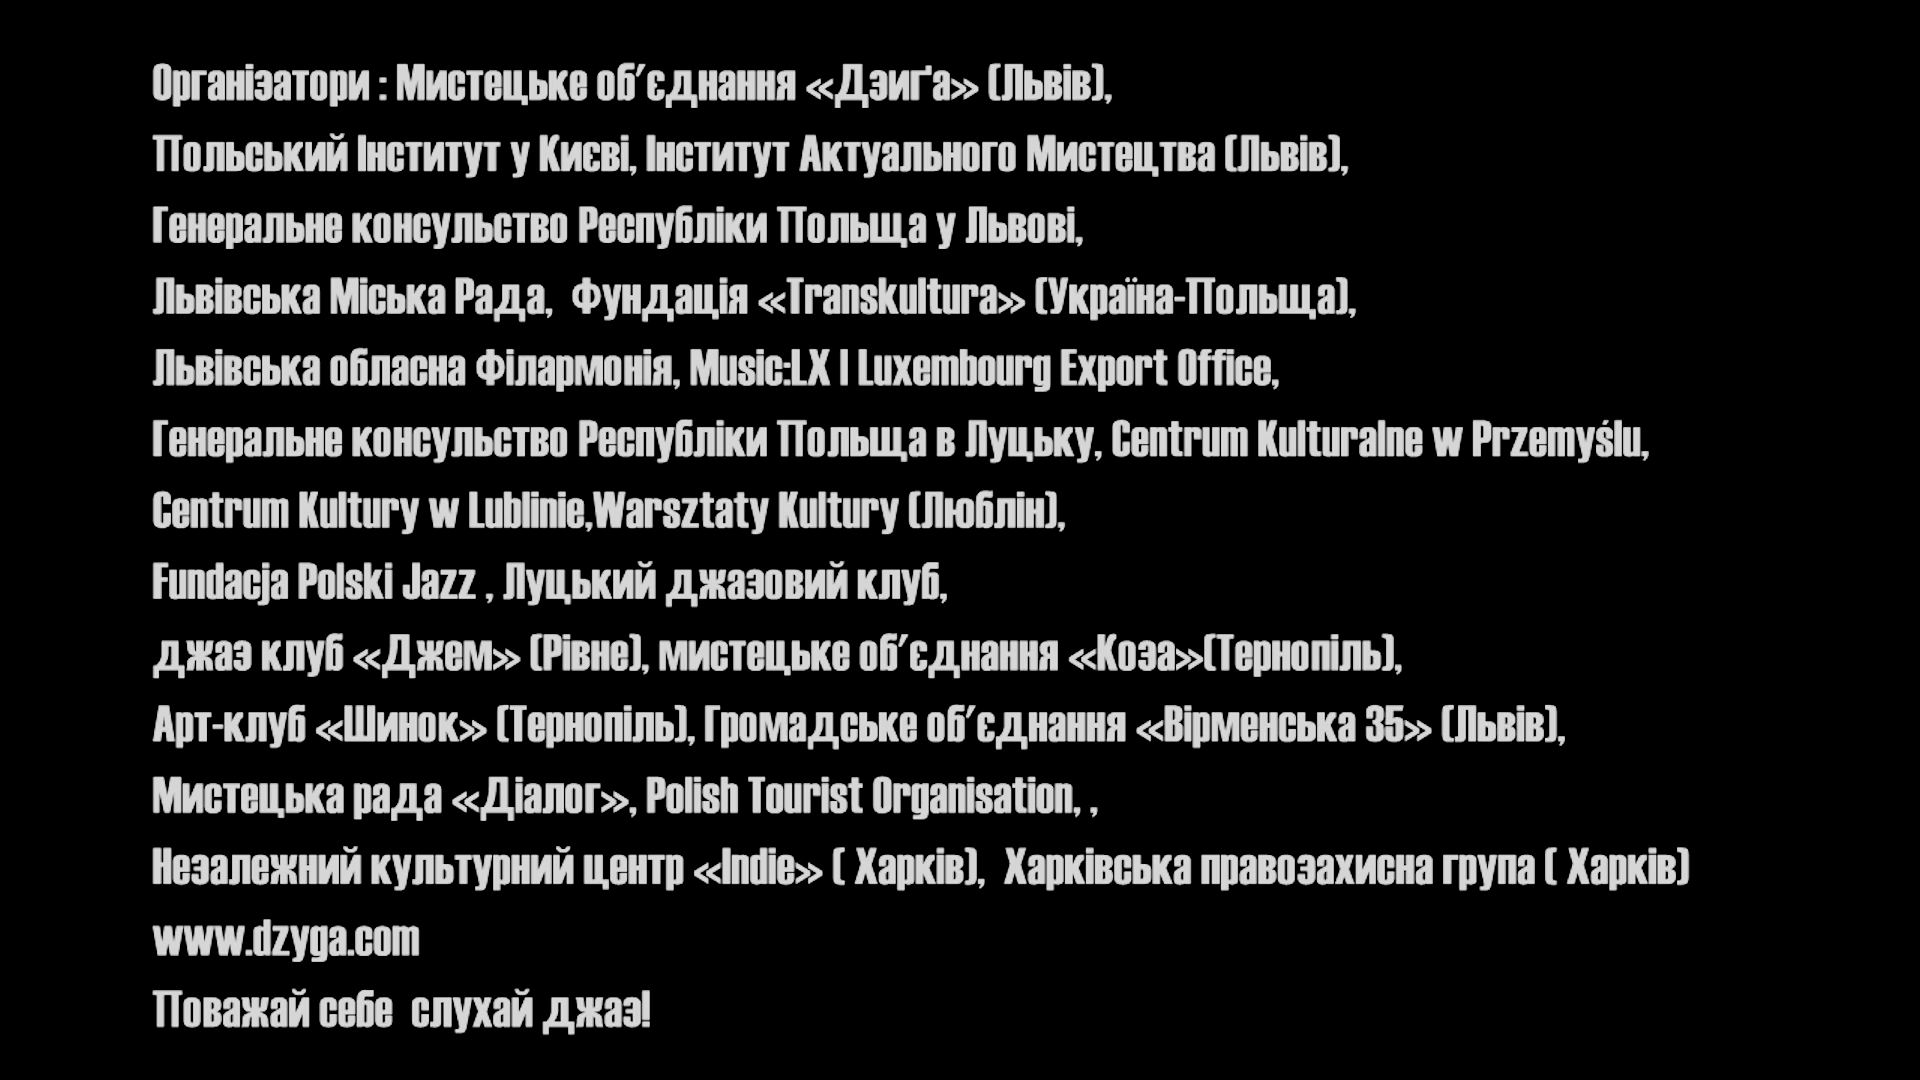 Організатори : Мистецьке об'єднання «Дзиґа» (Львів),
Польський Інститут у Києві, Інститут Актуального Мистецтва (Львів),
Генеральне консульство Республіки Польща у Львові,
Львівська Міська Рада,  Фундація «Transkultura» (Україна-Польща),
Львівська обласна Філармонія, Music:LX I Luxembourg Export Office,
Генеральне консульство Республіки Польща в Луцьку, Centrum Kulturalne w Przemyślu,
Centrum Kultury w Lublinie,Warsztaty Kultury (Люблін),
Fundacja Polski Jazz , Луцький джазовий клуб,
джаз клуб «Джем» (Рівне), мистецьке об'єднання «Коза»(Тернопіль),
Арт-клуб «Шинок» (Тернопіль), Громадське об'єднання «Вірменська 35» (Львів),
Мистецька рада «Діалог», Polish Tourist Organisation, ,
Незалежний культурний центр «Indie» ( Харків),  Харківська правозахисна група ( Харків)
www.dzyga.com
Поважай себе  слухай джаз!